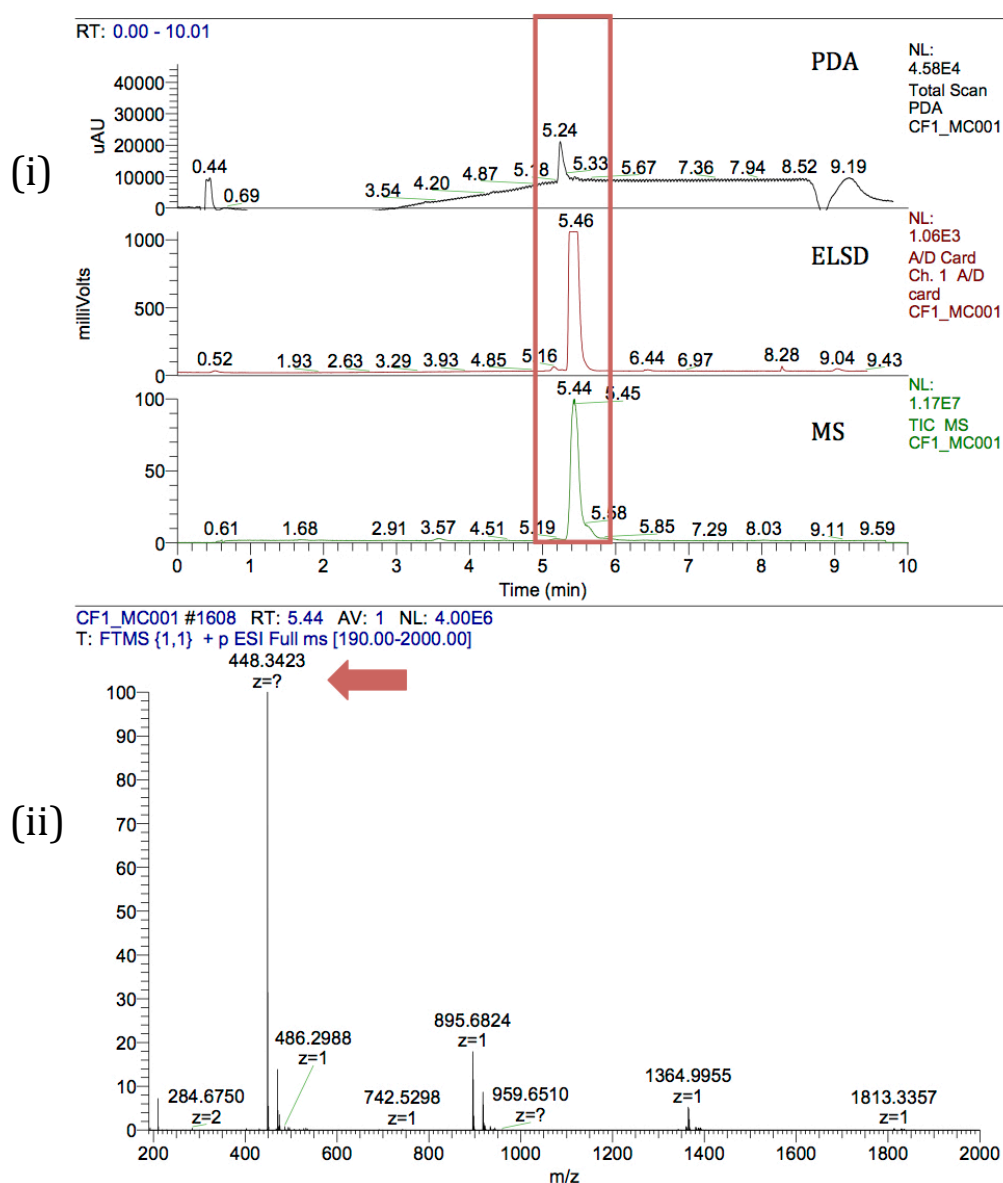 RT: 0.00 - 10.01
(i)
uAU
40000
30000
20000
10000
0
0.44
0.69
3.54
4.20
4.87
5.18
5.24
5.33
5.67
7.36
7.94
8.52
9.19
PDA
NL:
4.58E4
Total Scan
PDA
CF1_MC001
milliVolts
1000
500
0
0.52
1.93
2.63
3.29
3.93
4.85
5.16
5.46
6.44
6.97
8.28
9.04
9.43
ELSD
NL:
1.06E3
A/D Card
Ch. 1 A/D
card
CF1_MC001
100
50
0
0.61
1.68
2.91
3.57
4.51
5.19
5.44
5.45
5.58
5.85
7.29
8.03
9.11
9.59
MS
NL:
1.17E7
TIC MS
CF1_MC001
0 1 2 3 4 5 6 7 8 9 10
Time (min)
CF1_MC001 #1608 RT: 5.44 AV: 1 NL: 4.00E6
T: FTMS {1,1} + p ESI Full ms [190.00-2000.00]
(ii)
448.3423
z=?
100
90
80
70
60
50
40
30
20
10
0
284.6750
z=2
486.2988
z=1
742.5298
z=1
895.6824
z=1
959.6510
z=?
1364.9955
z=1
1813.3357
z=1
200 400 600 800 1000 1200 1400 1600 1800 2000
m/z